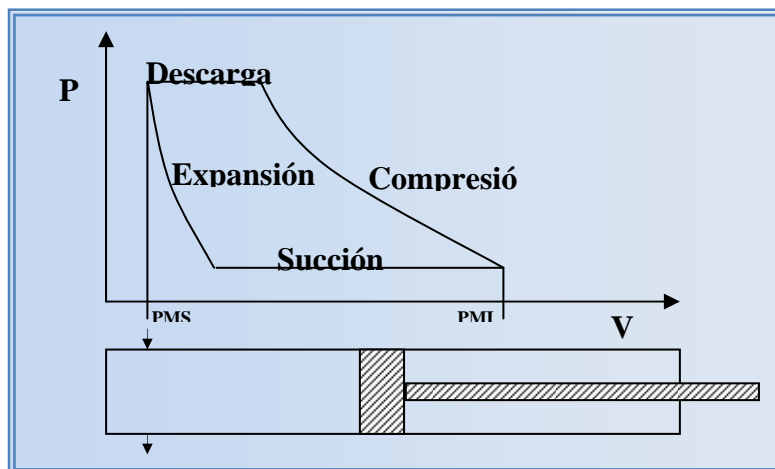 Descarga
P
Expansión
Compresió
Succión
PMS
PMI
V